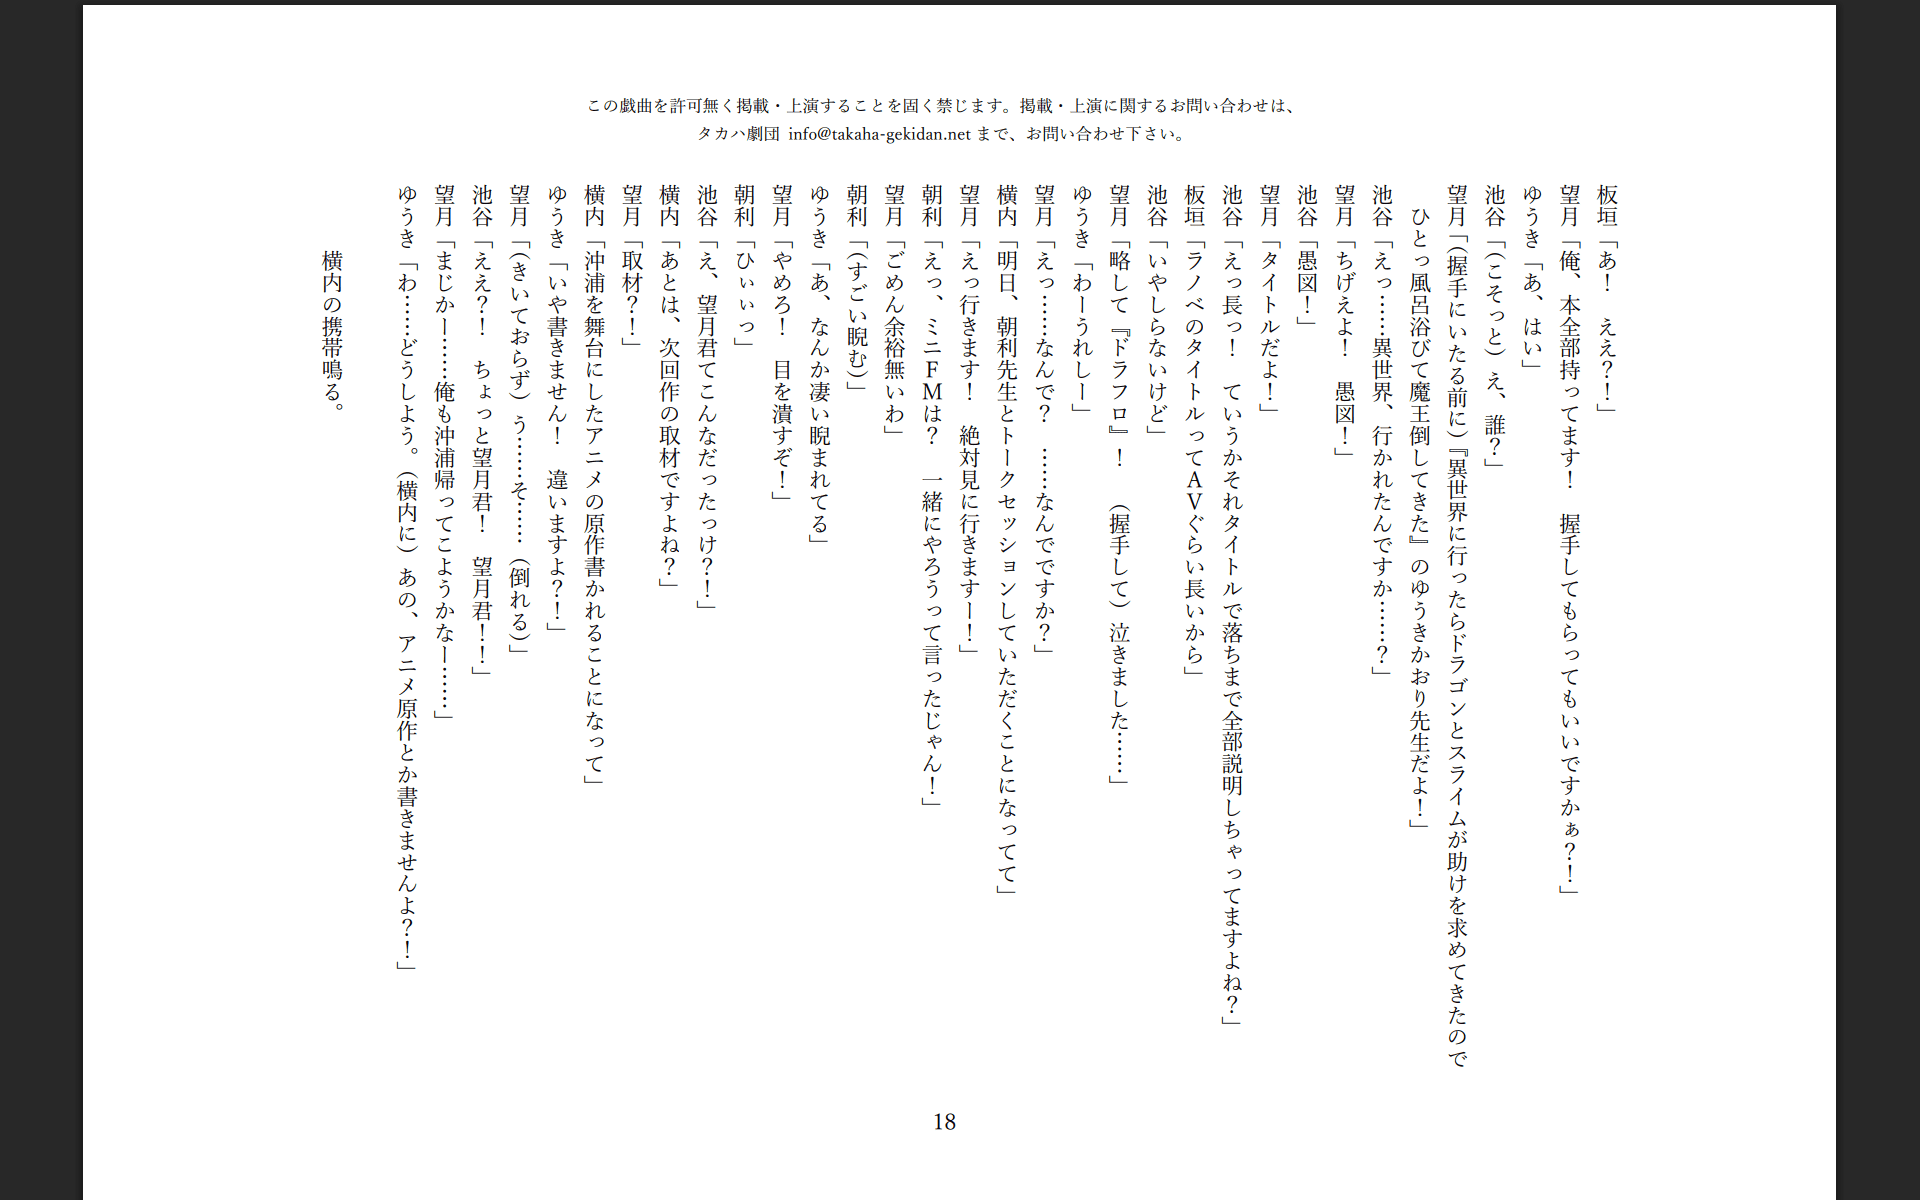 この戯曲を許可無く掲載・上演することを固く禁じます。掲載・上演に関するお問い合わせは、
タカハ劇団 info@takaha-gekidan.net まで、お問い合わせ下さい。
板垣「あ！　ええ？！」
望月「俺、本全部持ってます！　握手してもらってもいいですかぁ？！」
ゆうき「あ、はい」
池谷「（こそっと）え、誰？」
望月「（握手にいたる前に）『異世界に行ったらドラゴンとスライムが助けを求めてきたので
ひとっ風呂浴びて魔王倒してきた』のゆうきかおり先生だよ！」
池谷「えっ……異世界、行かれたんですか……？」
望月「ちげえよ！　愚図！」
池谷「愚図！」
望月「タイトルだよ！」
池谷「えっ長っ！　ていうかそれタイトルで落ちまで全部説明しちゃってますよね？」
板垣「ラノベのタイトルってＡＶぐらい長いから」
池谷「いやしらないけど」
望月「略して『ドラフロ』！　（握手して）泣きました……」
ゆうき「わーうれしー」
望月「えっ……なんで？　……なんでですか？」
横内「明日、朝利先生とトークセッションしていただくことになってて」
望月「えっ行きます！　絶対見に行きますー！」
朝利「えっ、ミニＦＭは？　一緒にやろうって言ったじゃん！」
望月「ごめん余裕無いわ」
朝利「（すごい睨む）」
ゆうき「あ、なんか凄い睨まれてる」
望月「やめろ！　目を潰すぞ！」
朝利「ひぃぃっ」
池谷「え、望月君てこんなだったっけ？！」
横内「あとは、次回作の取材ですよね？」
望月「取材？！」
横内「沖浦を舞台にしたアニメの原作書かれることになって」
ゆうき「いや書きません！　違いますよ？！」
望月「（きいておらず）う……そ……（倒れる）」
池谷「ええ？！　ちょっと望月君！　望月君！！」
望月「まじかー……俺も沖浦帰ってこようかなー……」
ゆうき「わ……どうしよう。（横内に）あの、アニメ原作とか書きませんよ？！」
横内の携帯鳴る。
18